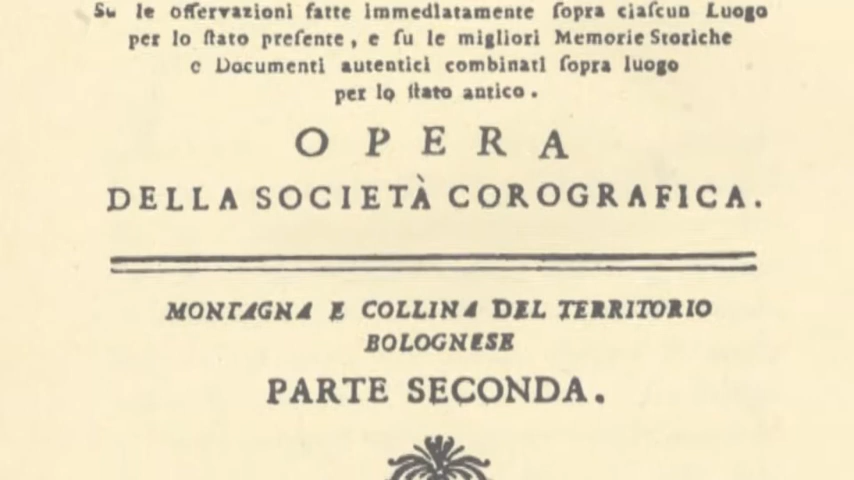 Su le oſſervazioni fatte immediatamente ſopra ciaſcun Luogo
per lo ſtato preſente, e ſu le migliori Memorie Storiche
e Documenti autentici combinati ſopra luogo
per lo ſtato antico.
OPERA
DELLA SOCIETÀ COROGRAFICA.
MONTAGNA E COLLINA DEL TERRITORIO
BOLOGNESE
PARTE SECONDA.